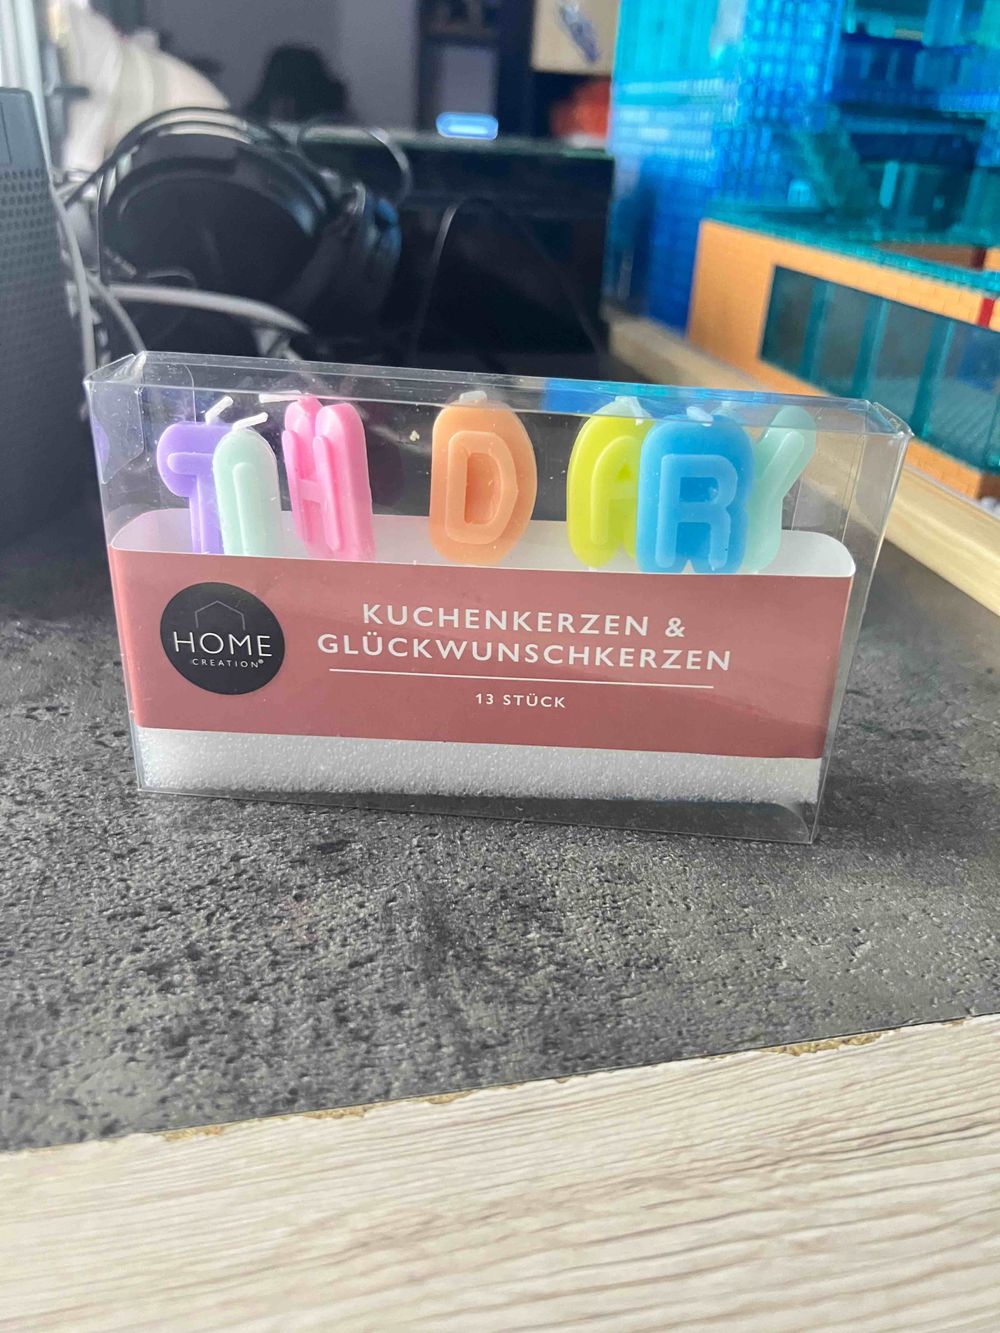 T H D A R Y
HOME
CREATION®
KUCHENKERZEN &
GLÜCKWUNSCHKERZEN
13 STÜCK